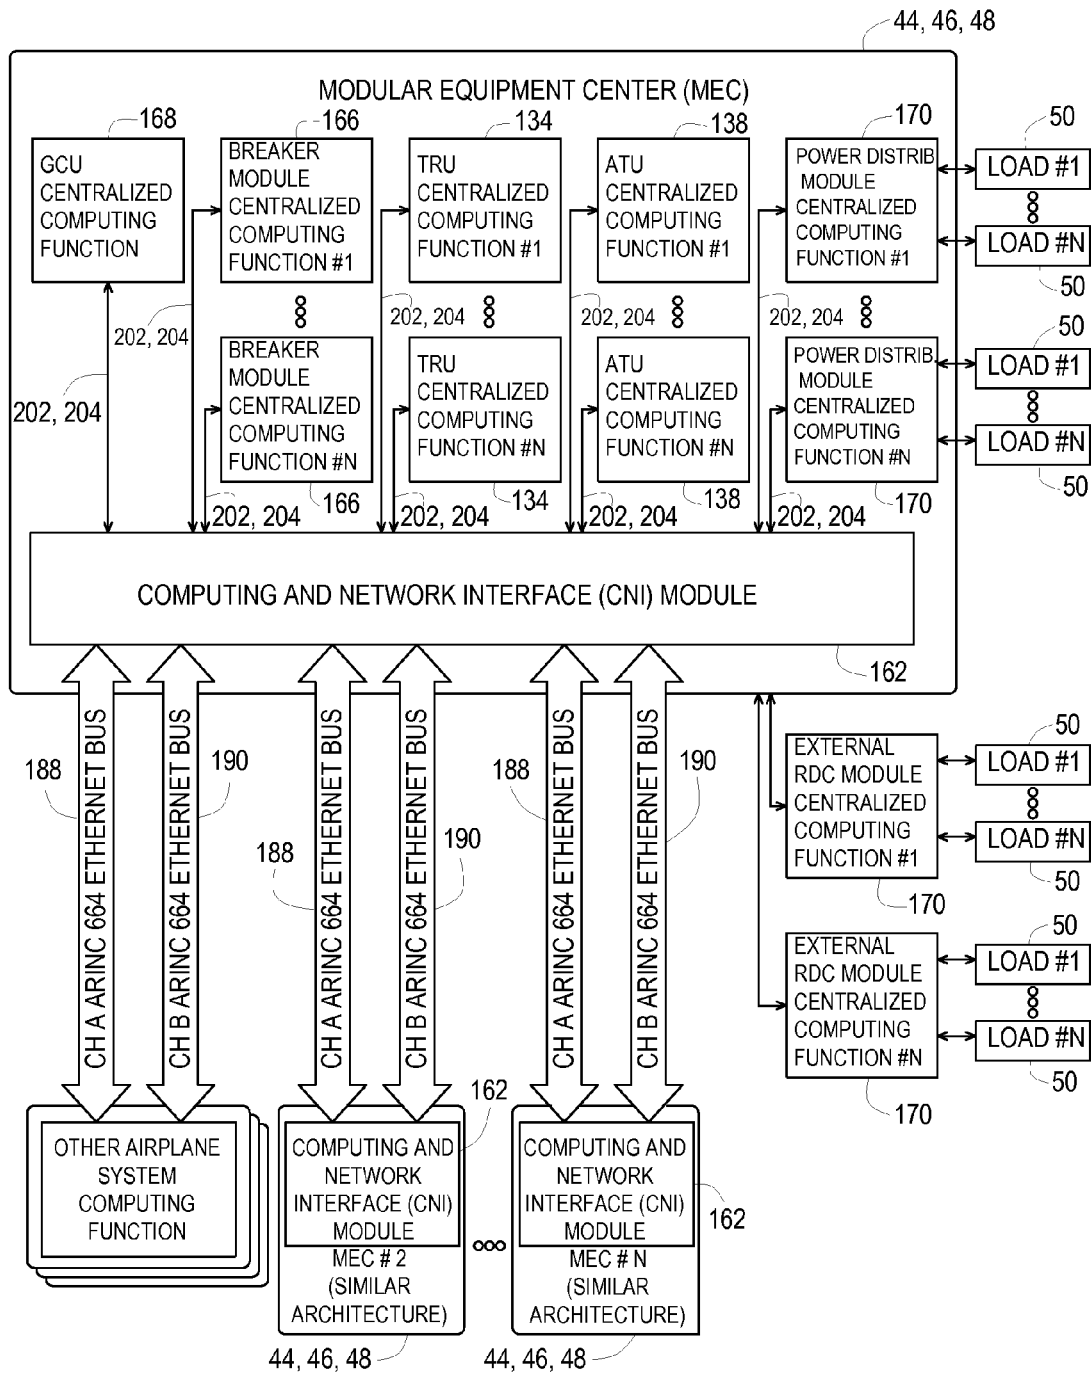 44, 46, 48
MODULAR EQUIPMENT CENTER (MEC)
168
166
134
138
170
50
GCU
CENTRALIZED
COMPUTING
FUNCTION
BREAKER
MODULE
CENTRALIZED
COMPUTING
FUNCTION #1
TRU
CENTRALIZED
COMPUTING
FUNCTION #1
ATU
CENTRALIZED
COMPUTING
FUNCTION #1
POWER DISTRIB.
MODULE
CENTRALIZED
COMPUTING
FUNCTION #1
LOAD #1
LOAD #N
50
202, 204
202, 204
202, 204
202, 204
50
BREAKER
MODULE
CENTRALIZED
COMPUTING
FUNCTION #N
TRU
CENTRALIZED
COMPUTING
FUNCTION #N
ATU
CENTRALIZED
COMPUTING
FUNCTION #N
POWER DISTRIB.
MODULE
CENTRALIZED
COMPUTING
FUNCTION #N
LOAD #1
LOAD #N
50
202, 204
166
134
138
170
202, 204
202, 204
202, 204
202, 204
COMPUTING AND NETWORK INTERFACE (CNI) MODULE
162
188
CH A ARINC 664 ETHERNET BUS
CH B ARINC 664 ETHERNET BUS
190
188
CH A ARINC 664 ETHERNET BUS
CH B ARINC 664 ETHERNET BUS
190
188
CH A ARINC 664 ETHERNET BUS
CH B ARINC 664 ETHERNET BUS
190
EXTERNAL
RDC MODULE
CENTRALIZED
COMPUTING
FUNCTION #1
170
50
LOAD #1
LOAD #N
50
EXTERNAL
RDC MODULE
CENTRALIZED
COMPUTING
FUNCTION #N
170
50
LOAD #1
LOAD #N
50
OTHER AIRPLANE
SYSTEM
COMPUTING
FUNCTION
162
COMPUTING AND
NETWORK
INTERFACE (CNI)
MODULE
MEC # 2
(SIMILAR
ARCHITECTURE)
44, 46, 48
COMPUTING AND
NETWORK
INTERFACE (CNI)
MODULE
162
MEC # N
(SIMILAR
ARCHITECTURE)
44, 46, 48